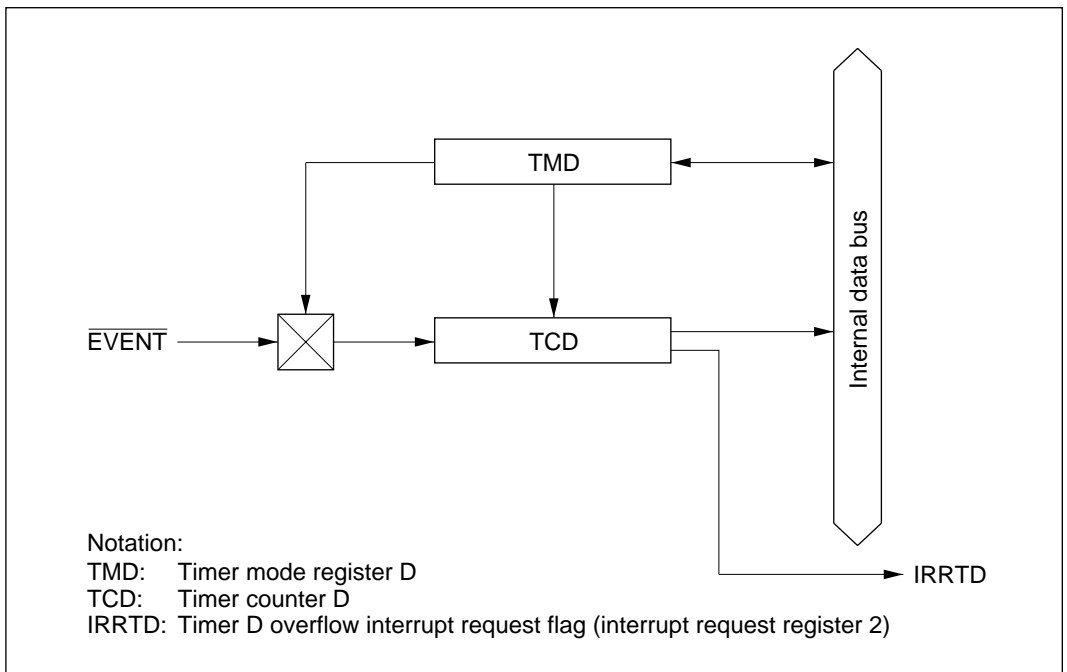 TMD
Internal data bus
E̅V̅E̅N̅T̅
TCD
IRRTD
Notation:
TMD: Timer mode register D
TCD: Timer counter D
IRRTD: Timer D overflow interrupt request flag (interrupt request register 2)